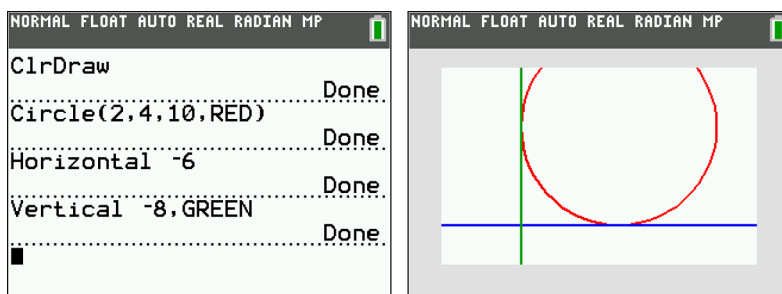 NORMAL FLOAT AUTO REAL RADIAN MP
ClrDraw
Done
Circle(2,4,10,RED)
Done
Horizontal ⁻6
Done
Vertical ⁻8,GREEN
Done
NORMAL FLOAT AUTO REAL RADIAN MP